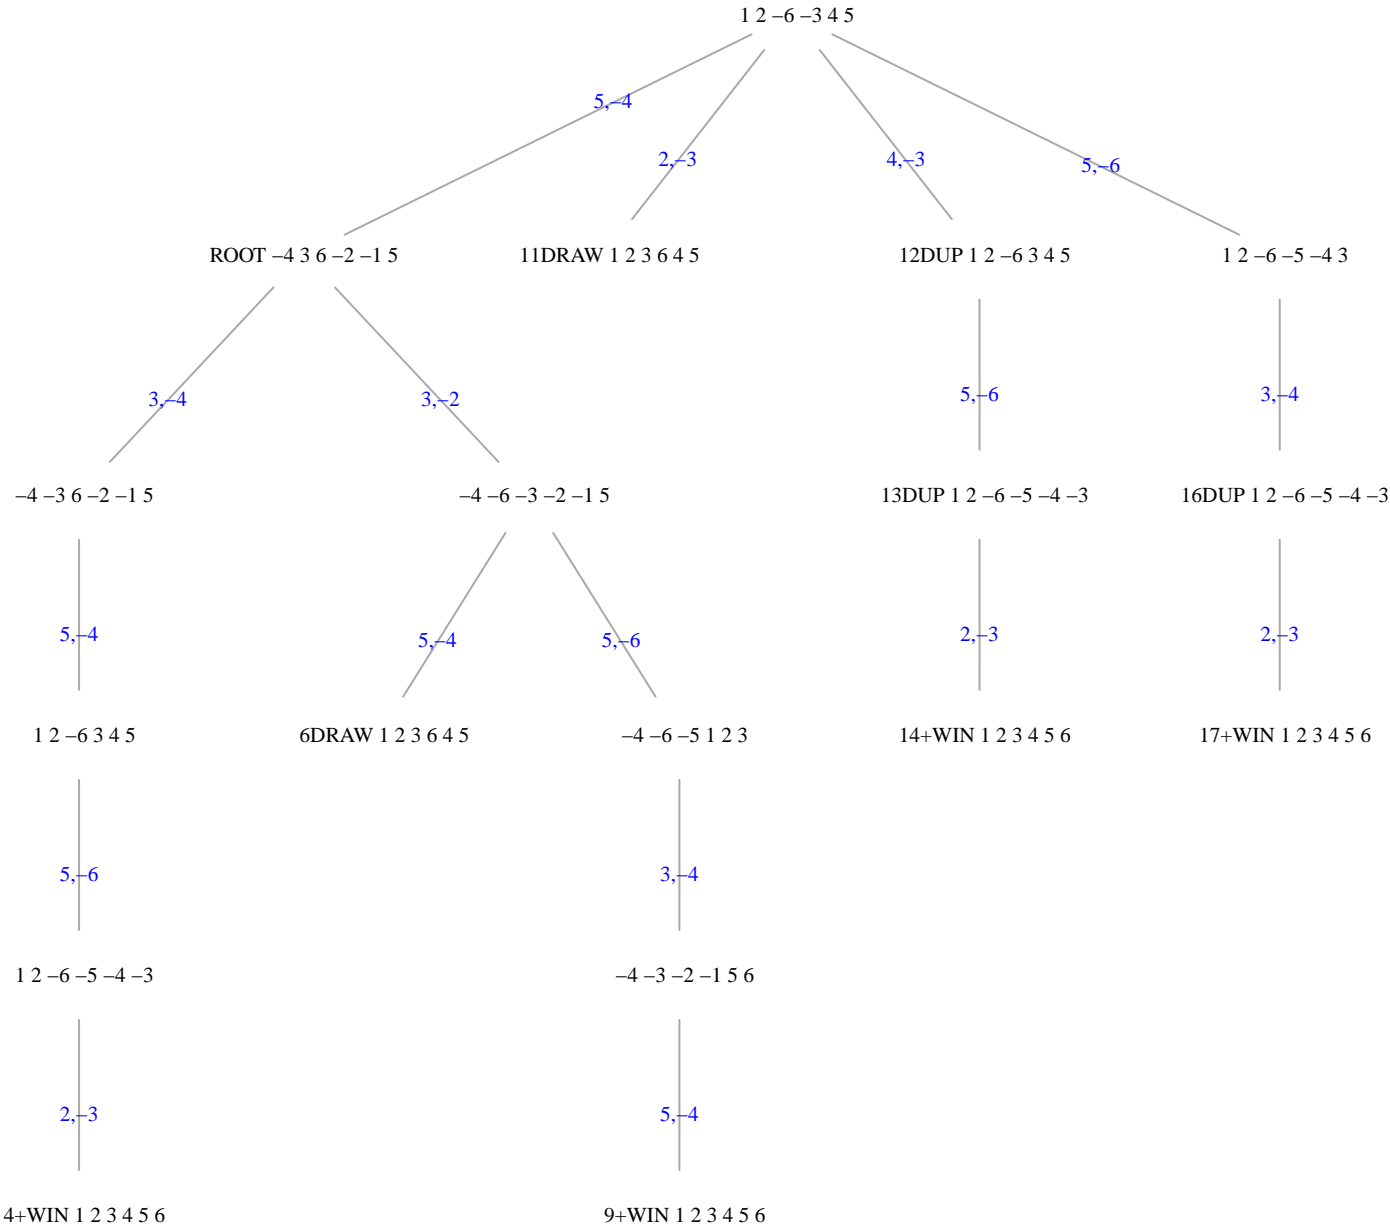 1 2 −6 −3 4 5
5,−4
2,−3
4,−3
5,−6
ROOT −4 3 6 −2 −1 5
11DRAW 1 2 3 6 4 5
12DUP 1 2 −6 3 4 5
1 2 −6 −5 −4 3
3,−4
3,−2
5,−6
3,−4
−4 −3 6 −2 −1 5
−4 −6 −3 −2 −1 5
13DUP 1 2 −6 −5 −4 −3
16DUP 1 2 −6 −5 −4 −3
5,−4
5,−4
5,−6
2,−3
2,−3
1 2 −6 3 4 5
6DRAW 1 2 3 6 4 5
−4 −6 −5 1 2 3
14+WIN 1 2 3 4 5 6
17+WIN 1 2 3 4 5 6
5,−6
3,−4
1 2 −6 −5 −4 −3
−4 −3 −2 −1 5 6
2,−3
5,−4
4+WIN 1 2 3 4 5 6
9+WIN 1 2 3 4 5 6